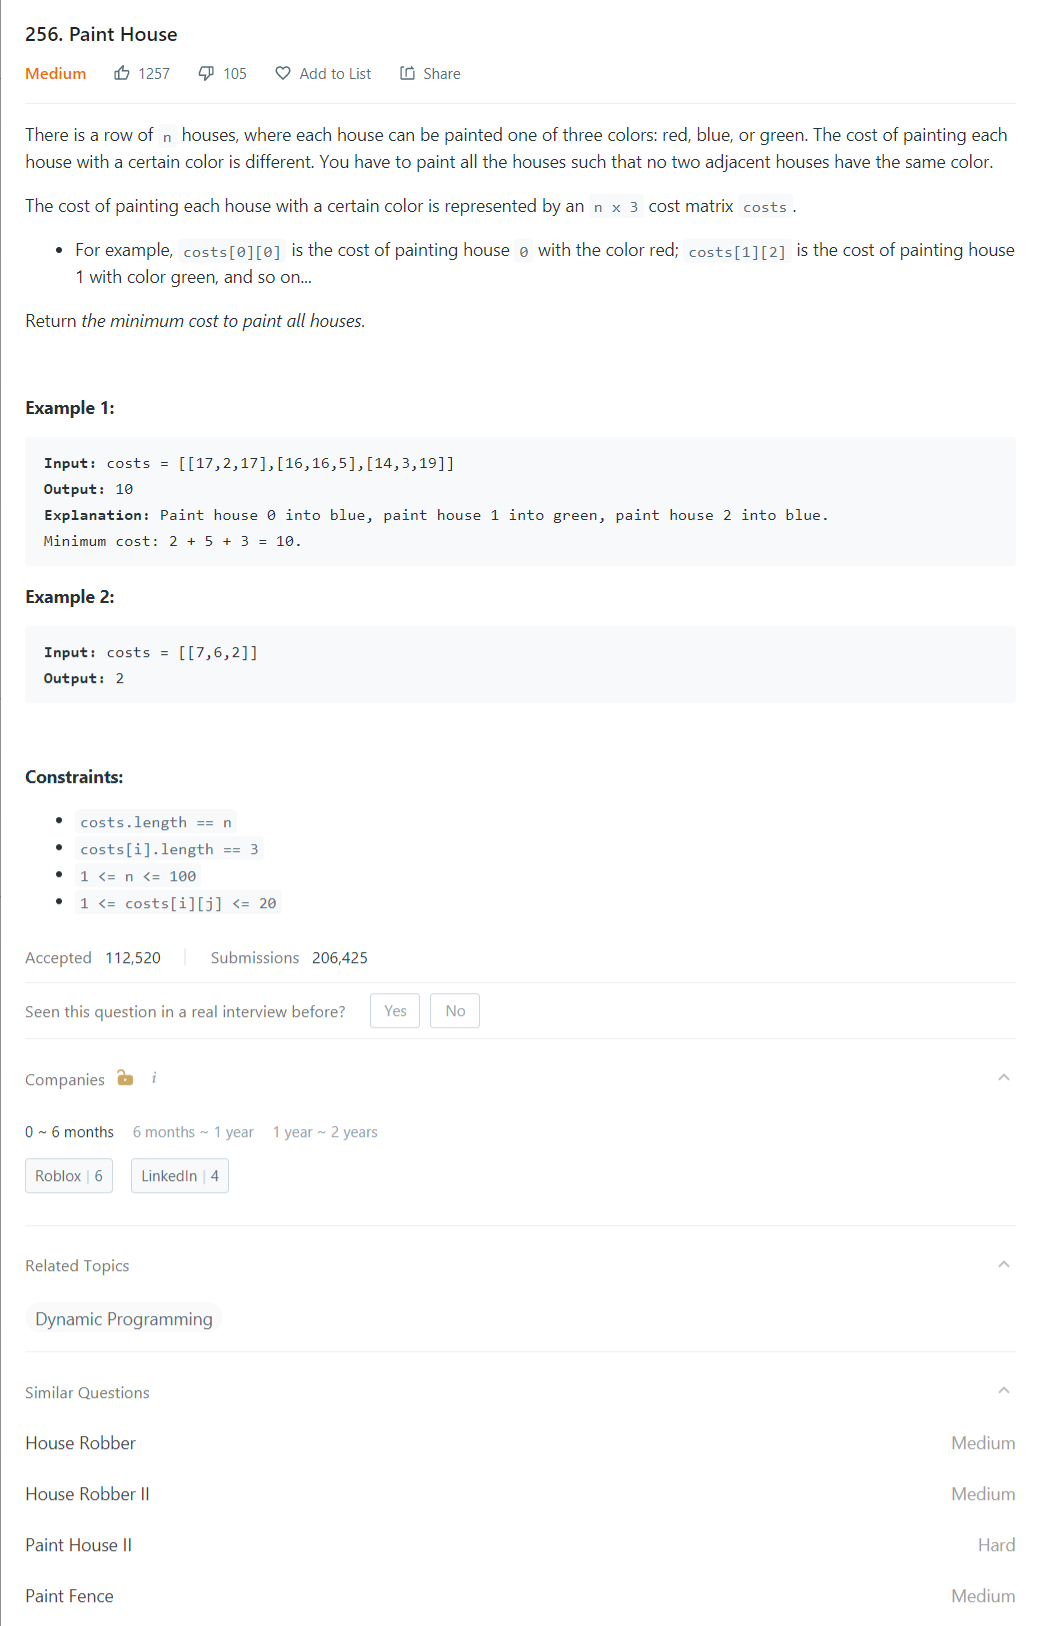 256. Paint House
Medium 1257 105 Add to List Share
There is a row of n houses, where each house can be painted one of three colors: red, blue, or green. The cost of painting each
house with a certain color is different. You have to paint all the houses such that no two adjacent houses have the same color.
The cost of painting each house with a certain color is represented by an n x 3 cost matrix costs .
• For example, costs[0][0] is the cost of painting house 0 with the color red; costs[1][2] is the cost of painting house
1 with color green, and so on...
Return the minimum cost to paint all houses.
Example 1:
Input: costs = [[17,2,17],[16,16,5],[14,3,19]]
Output: 10
Explanation: Paint house 0 into blue, paint house 1 into green, paint house 2 into blue.
Minimum cost: 2 + 5 + 3 = 10.
Example 2:
Input: costs = [[7,6,2]]
Output: 2
Constraints:
• costs.length == n
• costs[i].length == 3
• 1 <= n <= 100
• 1 <= costs[i][j] <= 20
Accepted 112,520 Submissions 206,425
Seen this question in a real interview before? Yes No
Companies i
0 ~ 6 months 6 months ~ 1 year 1 year ~ 2 years
Roblox | 6 LinkedIn | 4
Related Topics
Dynamic Programming
Similar Questions
House Robber Medium
House Robber II Medium
Paint House II Hard
Paint Fence Medium